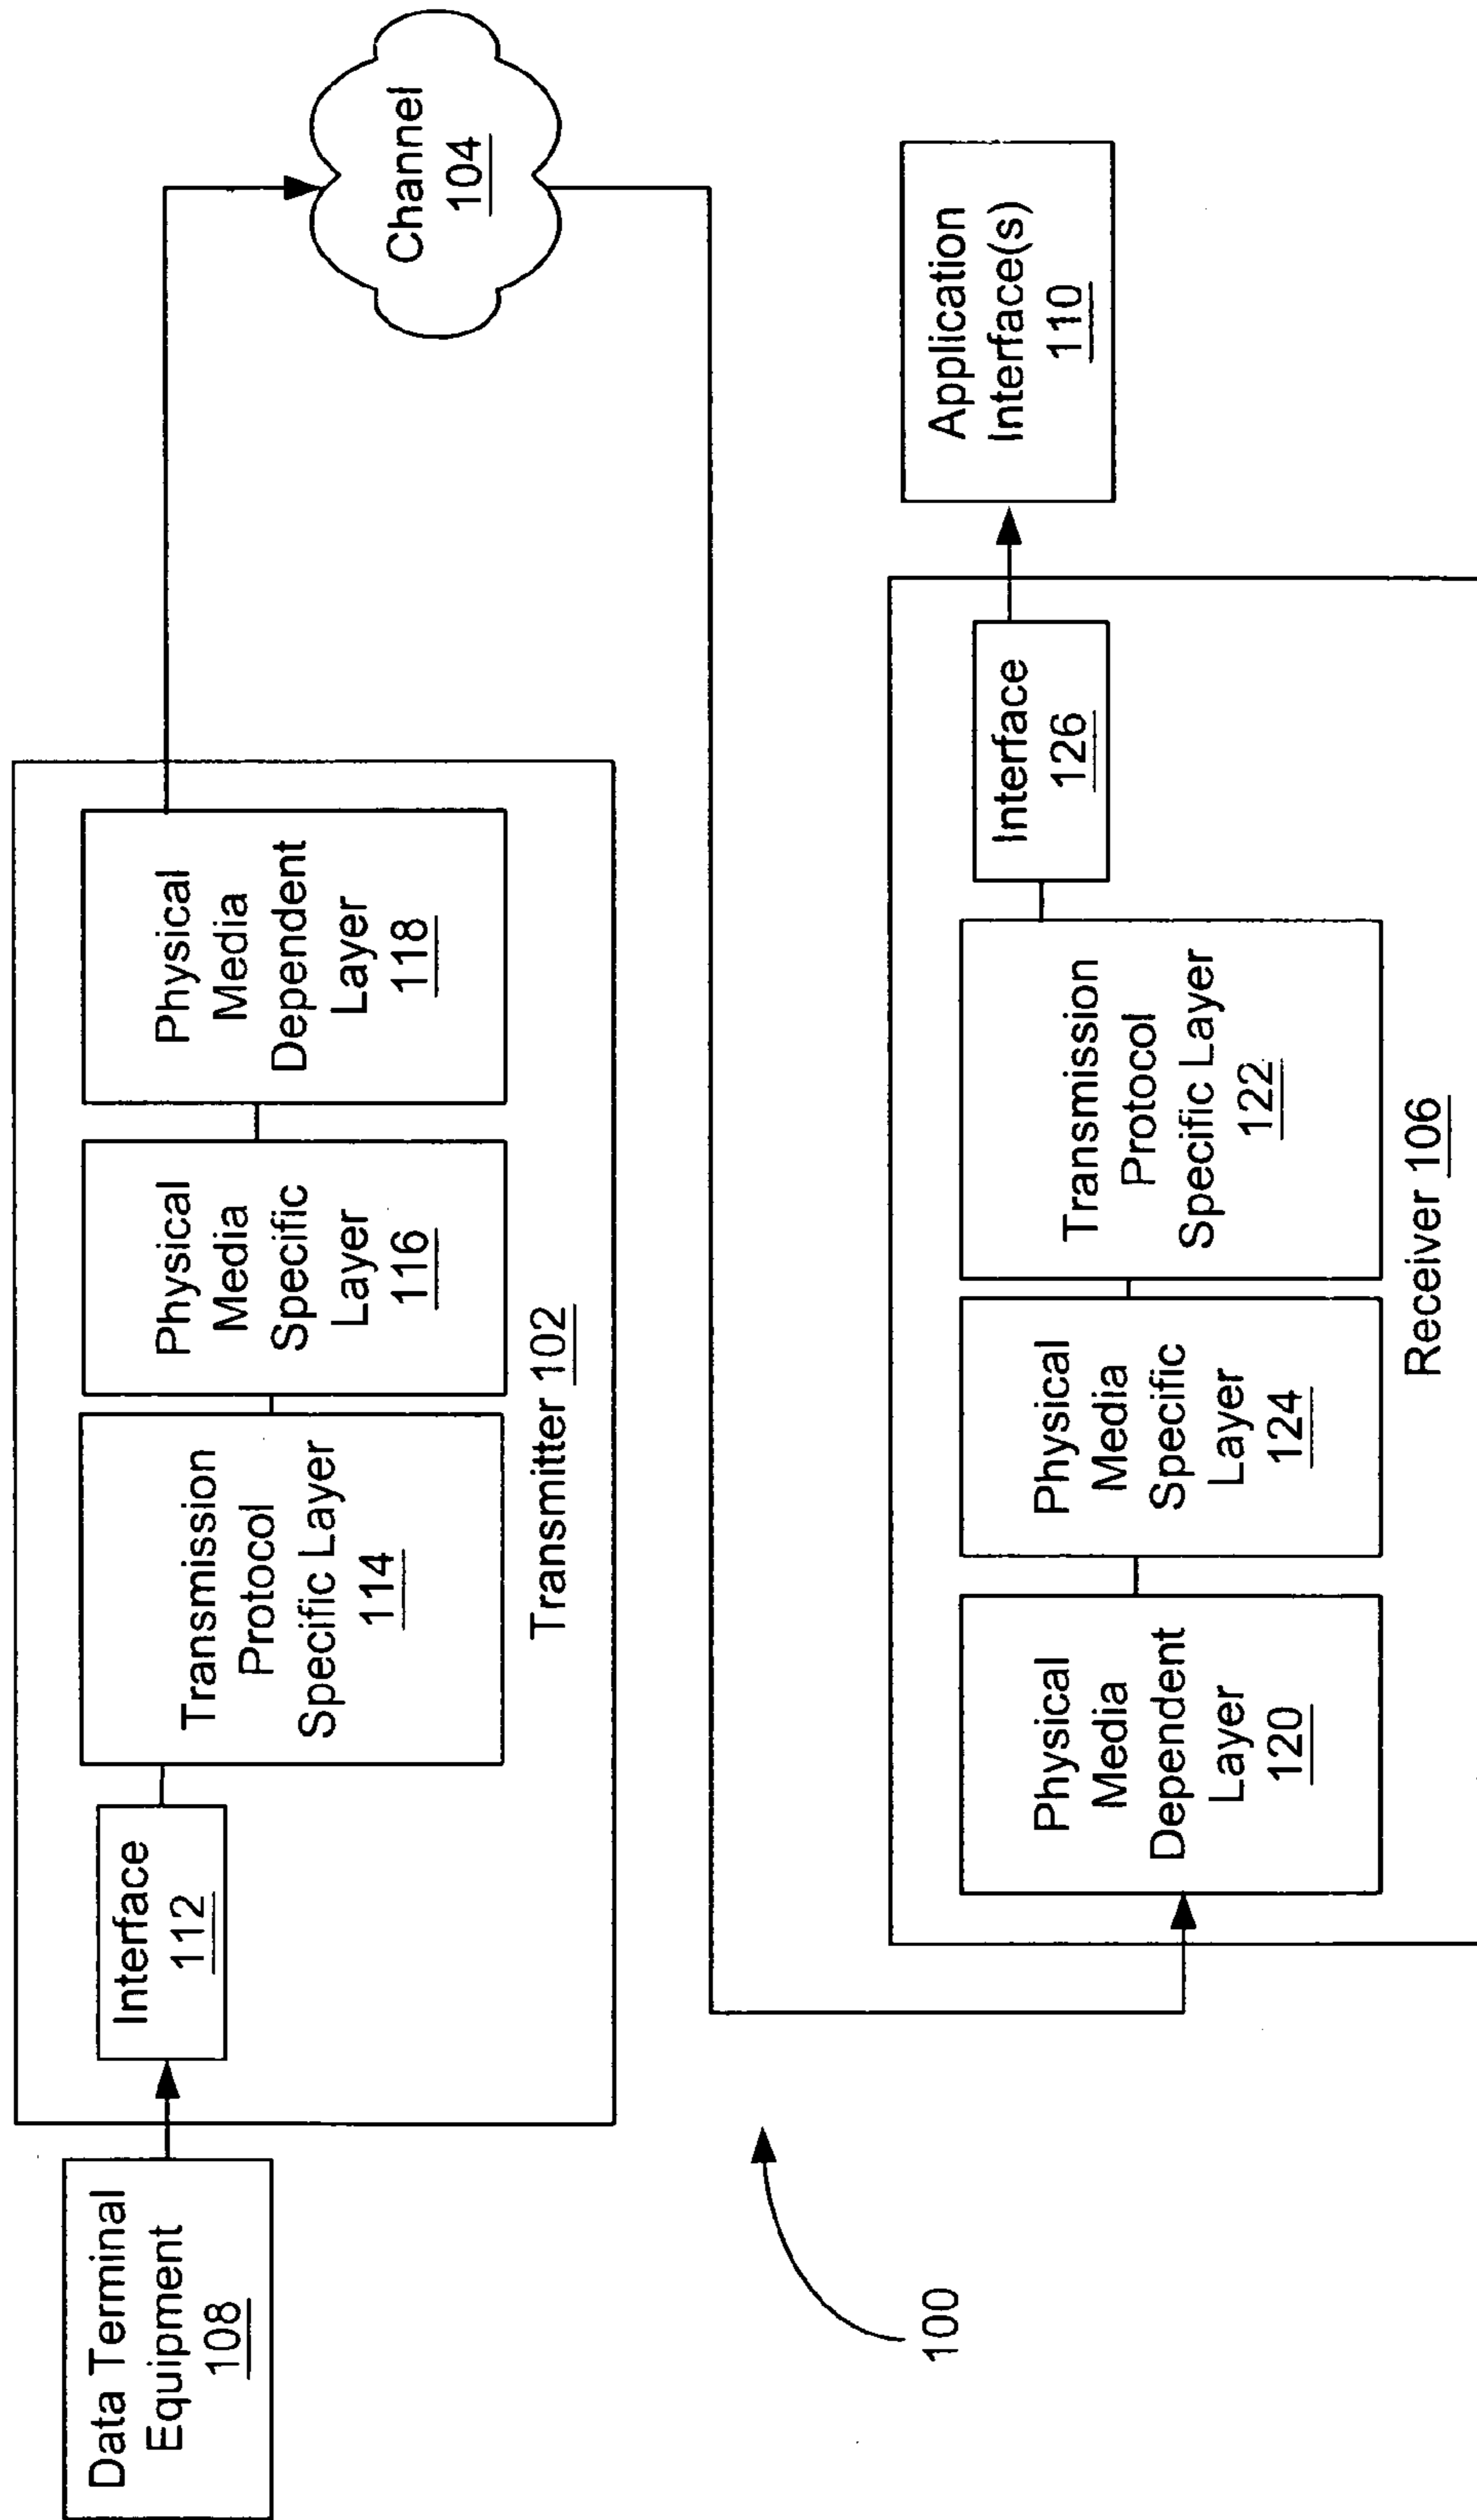 Data Terminal
Equipment
108
Interface
112
Transmission
Protocol
Specific Layer
114
Physical
Media
Specific
Layer
116
Physical
Media
Dependent
Layer
118
Transmitter 102
Channel
104
100
Physical
Media
Dependent
Layer
120
Physical
Media
Specific
Layer
124
Transmission
Protocol
Specific Layer
122
Interface
126
Receiver 106
Application
Interface(s)
110